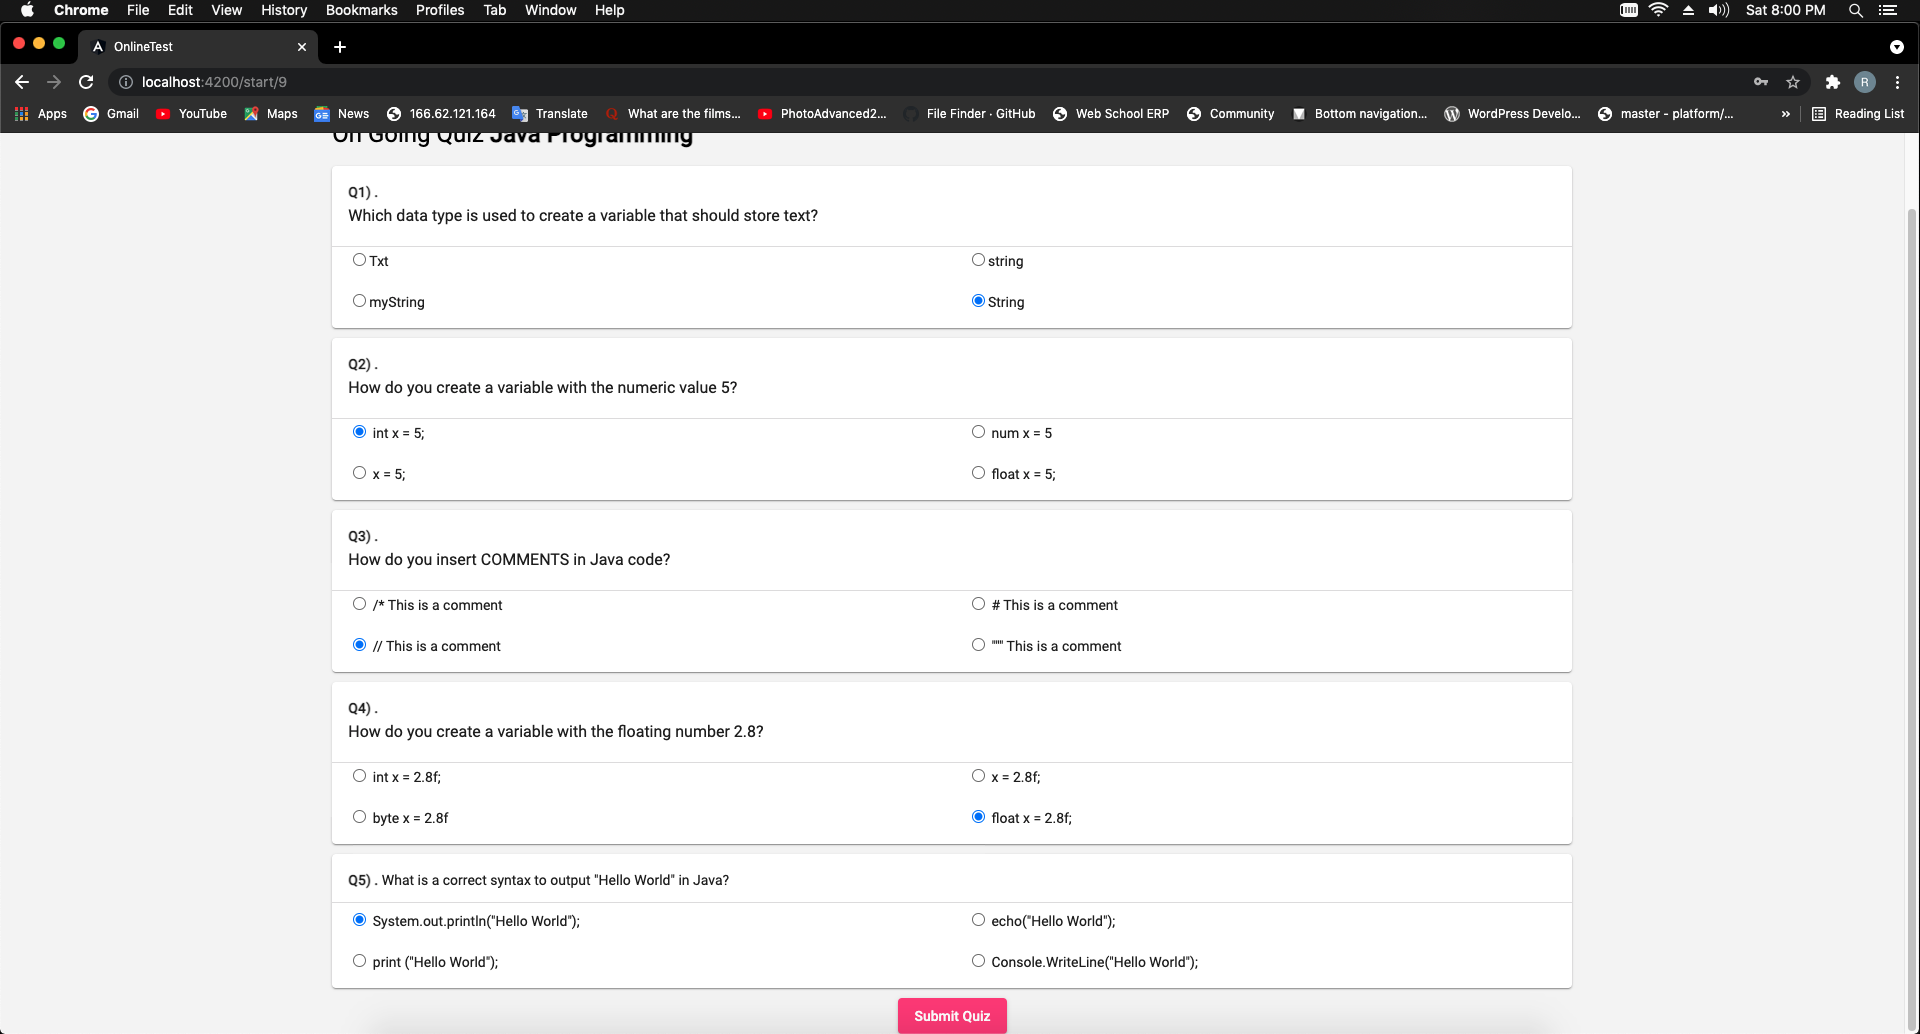 Chrome File Edit View History Bookmarks Profiles Tab Window Help Sat 8:00 PM
OnlineTest
localhost:4200/start/9 R
Apps Gmail YouTube Maps News 166.62.121.164 Translate What are the films... PhotoAdvanced2... File Finder · GitHub Web School ERP Community Bottom navigation... WordPress Develo... master - platform/... » Reading List
On Going Quiz Java Programming
Q1) .
Which data type is used to create a variable that should store text?
Txt string
myString String
Q2) .
How do you create a variable with the numeric value 5?
int x = 5; num x = 5
x = 5; float x = 5;
Q3) .
How do you insert COMMENTS in Java code?
/* This is a comment # This is a comment
// This is a comment """ This is a comment
Q4) .
How do you create a variable with the floating number 2.8?
int x = 2.8f; x = 2.8f;
byte x = 2.8f float x = 2.8f;
Q5) . What is a correct syntax to output "Hello World" in Java?
System.out.println("Hello World"); echo("Hello World");
print ("Hello World"); Console.WriteLine("Hello World");
Submit Quiz